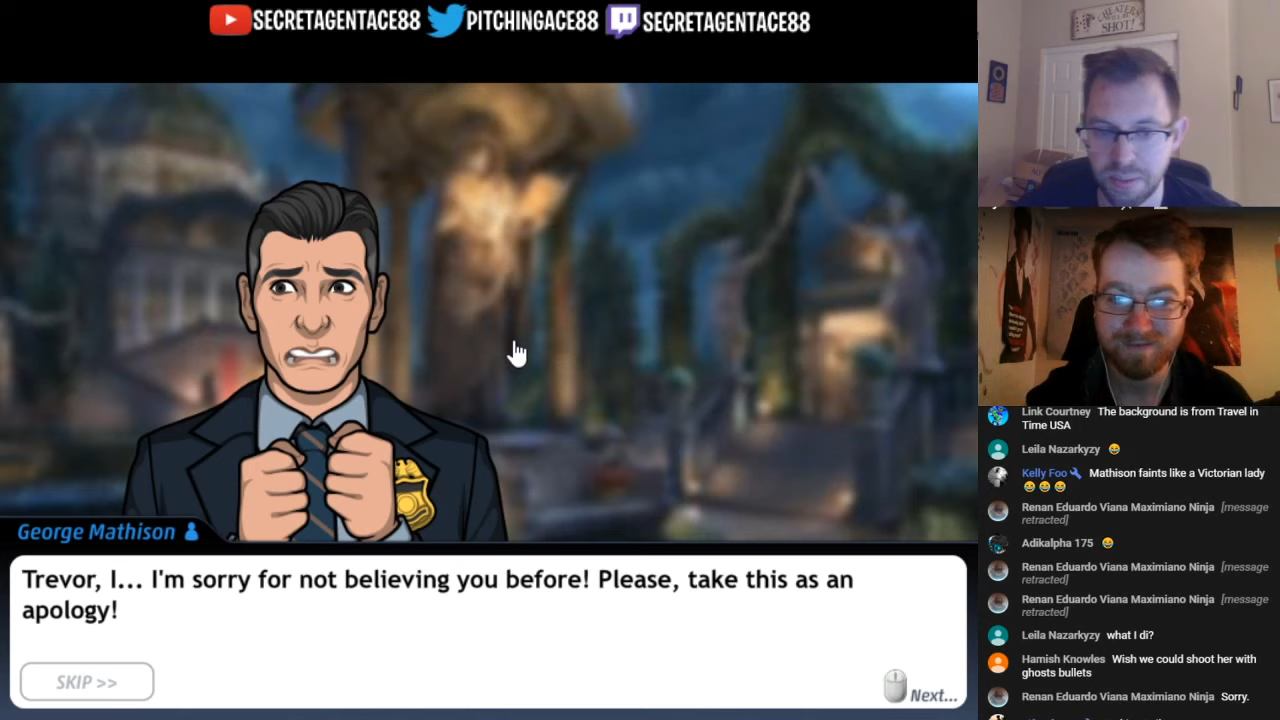 SECRETAGENTACE88 PITCHINGACE88 SECRETAGENTACE88
CHEATERS
SHOT!
George Mathison
Trevor, I... I'm sorry for not believing you before! Please, take this as an
apology!
SKIP >>
Next...
Link Courtney The background is from Travel in
Time USA
Leila Nazarkyzy 😂
Kelly Foo Mathison faints like a Victorian lady
😂😂😂
Renan Eduardo Viana Maximiano Ninja [message
retracted]
Adikalpha 175 😂
Renan Eduardo Viana Maximiano Ninja [message
retracted]
Renan Eduardo Viana Maximiano Ninja [message
retracted]
Leila Nazarkyzy what I di?
Hamish Knowles Wish we could shoot her with
ghosts bullets
Renan Eduardo Viana Maximiano Ninja Sorry.